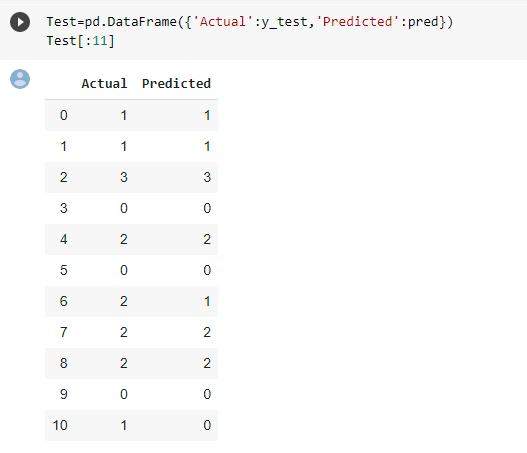 Test=pd.DataFrame({'Actual':y_test,'Predicted':pred})
Test[:11]
Actual Predicted
0 1 1
1 1 1
2 3 3
3 0 0
4 2 2
5 0 0
6 2 1
7 2 2
8 2 2
9 0 0
10 1 0